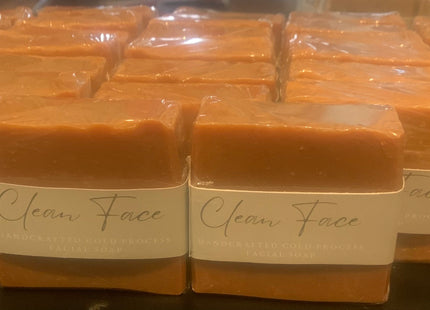 Clean Face
HANDCRAFTED COLD PROCESS
FACIAL SOAP
Clean Face
HANDCRAFTED COLD PROCESS
FACIAL SOAP